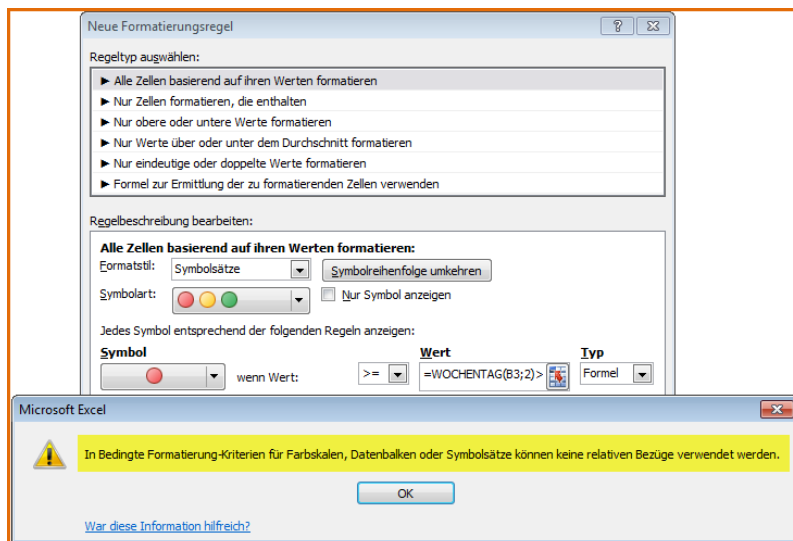 Neue Formatierungsregel
Regeltyp auswählen:
► Alle Zellen basierend auf ihren Werten formatieren
► Nur Zellen formatieren, die enthalten
► Nur obere oder untere Werte formatieren
► Nur Werte über oder unter dem Durchschnitt formatieren
► Nur eindeutige oder doppelte Werte formatieren
► Formel zur Ermittlung der zu formatierenden Zellen verwenden
Regelbeschreibung bearbeiten:
Alle Zellen basierend auf ihren Werten formatieren:
Formatstil: Symbolsätze Symbolreihenfolge umkehren
Symbolart: Nur Symbol anzeigen
Jedes Symbol entsprechend der folgenden Regeln anzeigen:
Symbol Wert Typ
wenn Wert: >= =WOCHENTAG(B3;2)> Formel
Microsoft Excel
In Bedingte Formatierung-Kriterien für Farbskalen, Datenbalken oder Symbolsätze können keine relativen Bezüge verwendet werden.
OK
War diese Information hilfreich?